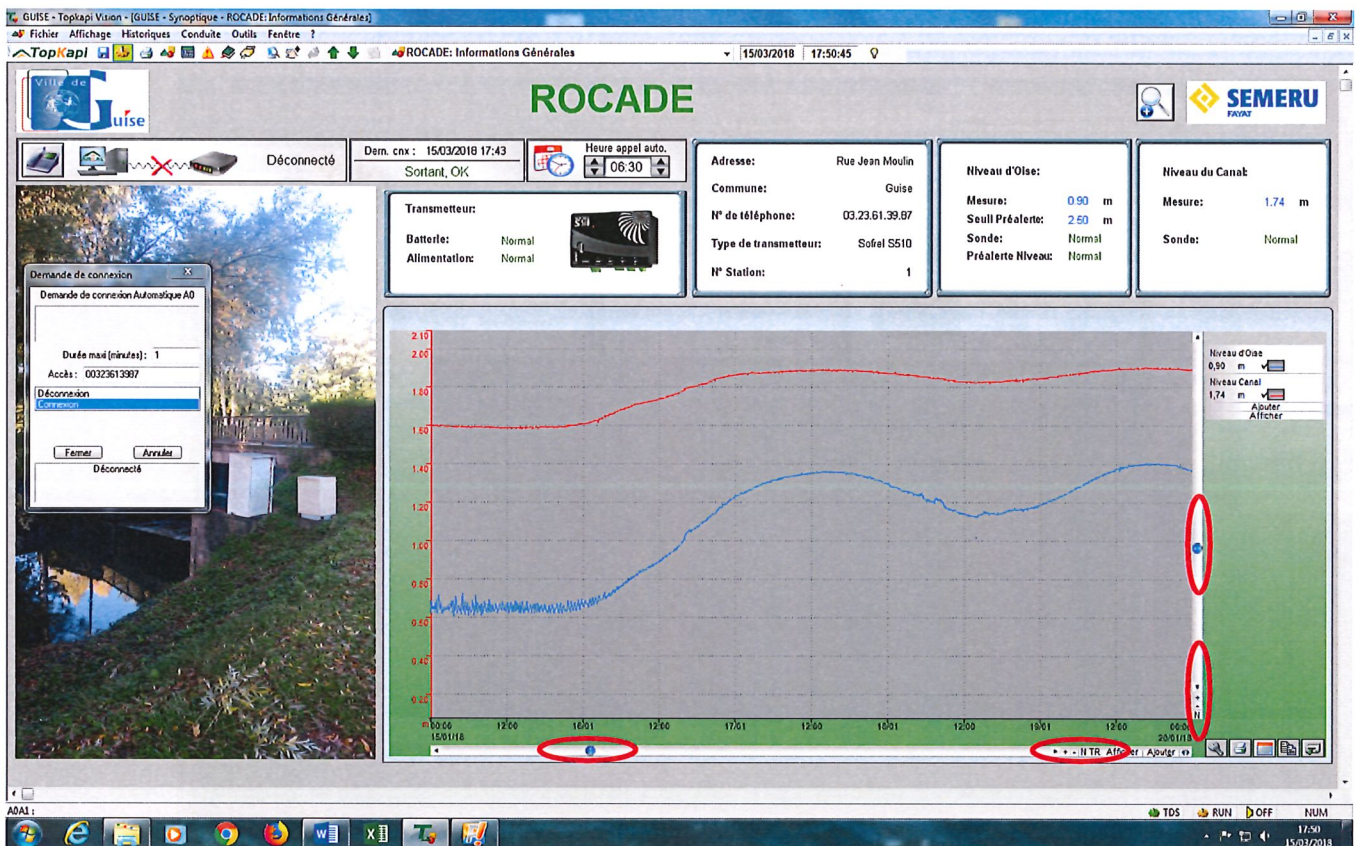 GUISE - Topkapi Vision - [GUISE - Synoptique - ROCADE: Informations Générales]
Fichier Affichage Historiques Conduite Outils Fenêtre ?
TopKapi ROCADE: Informations Générales 15/03/2018 17:50:45
Ville de Guise
ROCADE
SEMERU
FAYAT
Déconnecté
Dern. cnx : 15/03/2018 17:43
Sortant, OK
Heure appel auto.
06:30
Transmetteur:
Batterie: Normal
Alimentation: Normal
Adresse: Rue Jean Moulin
Commune: Guise
N° de téléphone: 03.23.61.39.87
Type de transmetteur: Sofrel S510
N° Station: 1
Niveau d'Oise:
Mesure: 0.90 m
Seuil Préalerte: 2.50 m
Sonde: Normal
Préalerte Niveau: Normal
Niveau du Canal:
Mesure: 1.74 m
Sonde: Normal
Demande de connexion X
Demande de connexion Automatique A0
Durée maxi (minutes) : 1
Accès : 00323613987
Déconnexion
Connexion
Fermer Annuler
Déconnecté
2.10
2.00
1.80
1.60
1.40
1.20
1.00
0.80
0.60
0.40
0.20
00:00 12:00 16/01 12:00 17/01 12:00 18/01 12:00 19/01 12:00 00:00
15/01/18 20/01/18
+ - N TR Afficher Ajouter
+
-
N
Niveau d'Oise
0,90 m
Niveau Canal
1,74 m
Ajouter
Afficher
A0A1 :
TDS RUN OFF NUM
17:50
15/03/2018